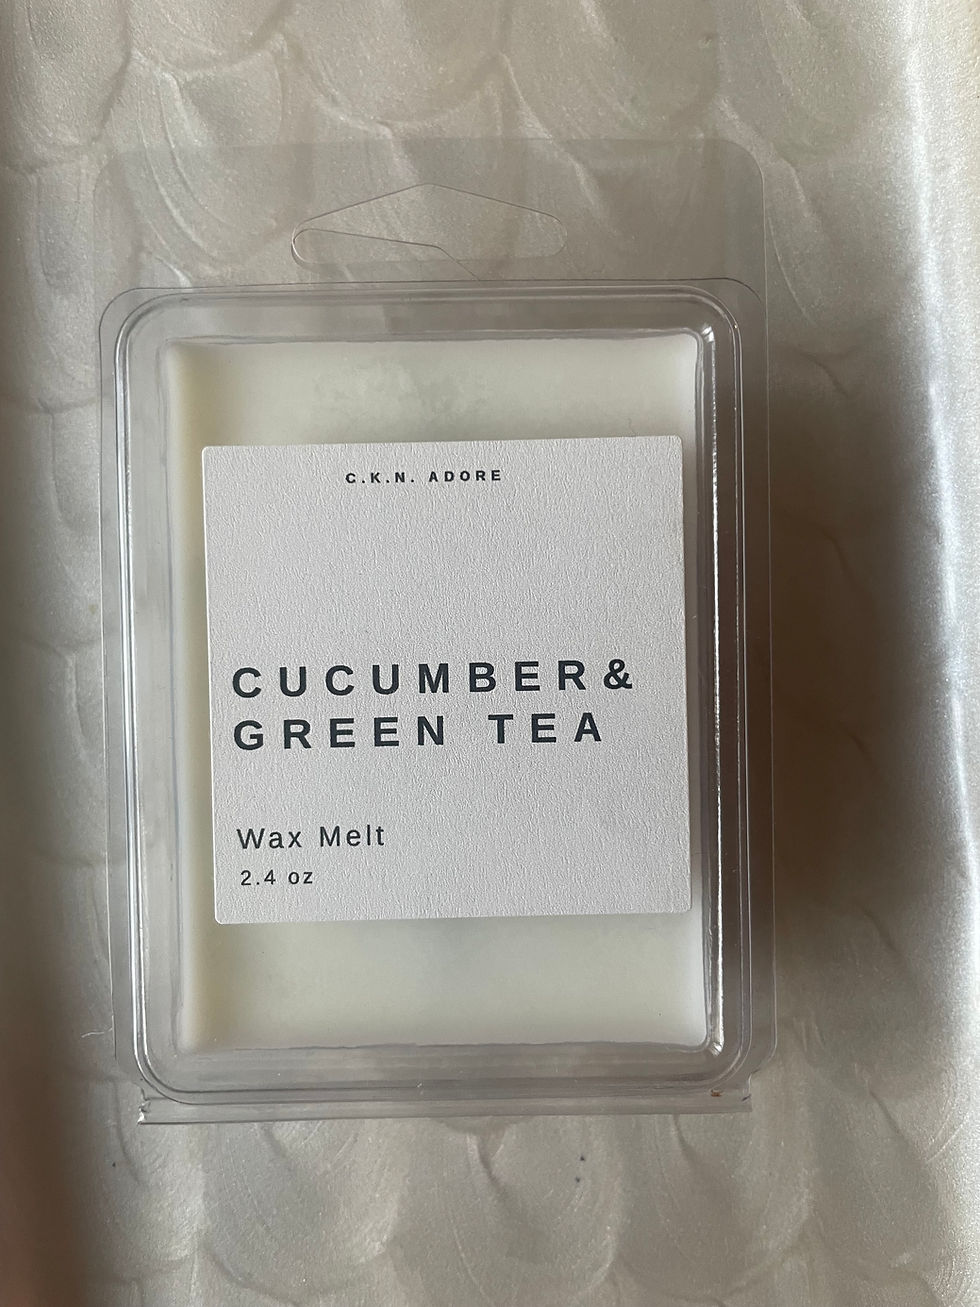 C.K.N. ADORE
CUCUMBER&
GREEN TEA
Wax Melt
2.4 oz